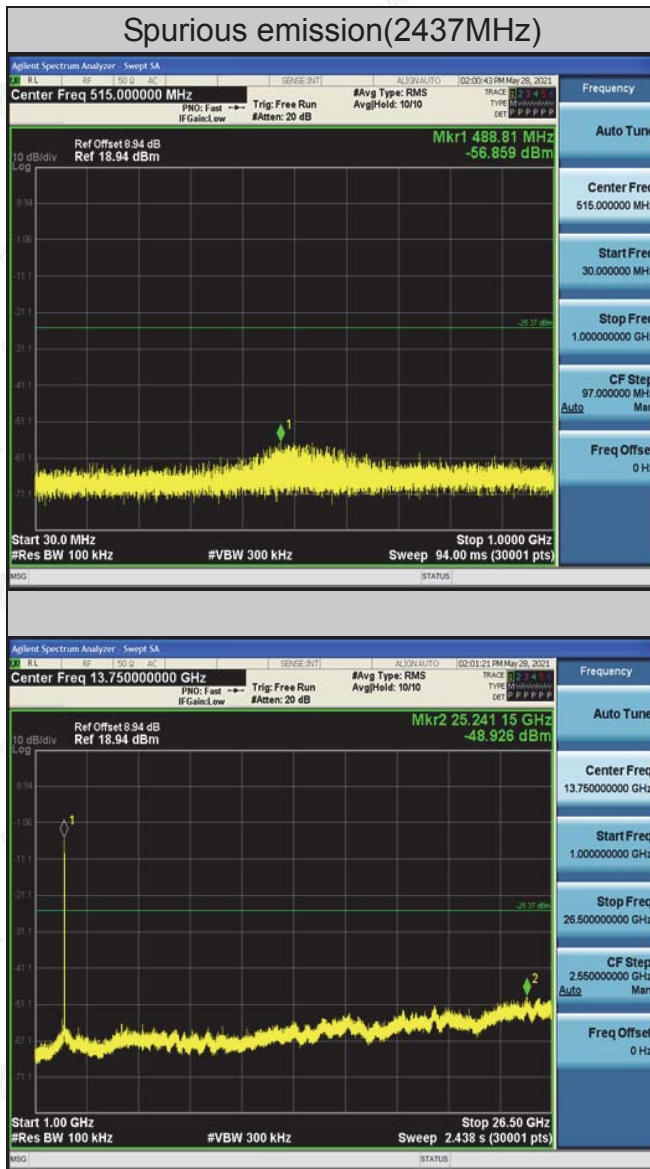 Spurious emission(2437MHz)
Agilent Spectrum Analyzer - Swept SA
RL RF 50 Ω AC SENSE:INT ALIGNAUTO 02:00:43 PM May 28, 2021
Center Freq 515.000000 MHz
PNO: Fast
IFGain:Low
Trig: Free Run
#Atten: 20 dB
#Avg Type: RMS
Avg|Hold: 10/10
TRACE 1 2 3 4 5 6
TYPE M
DET P P P P P P
Ref Offset 8.94 dB
Ref 18.94 dBm
10 dB/div
Log
Mkr1 488.81 MHz
-56.859 dBm
8.94
-1.06
-11.1
-21.1
-25.37 dBm
-31.1
-41.1
-51.1
1
-61.1
-71.1
Start 30.0 MHz
Stop 1.0000 GHz
#Res BW 100 kHz
#VBW 300 kHz
Sweep 94.00 ms (30001 pts)
MSG
STATUS
Frequency
Auto Tune
Center Freq
515.000000 MHz
Start Freq
30.000000 MHz
Stop Freq
1.000000000 GHz
CF Step
97.000000 MHz
Auto Man
Freq Offset
0 Hz
Agilent Spectrum Analyzer - Swept SA
RL RF 50 Ω AC SENSE:INT ALIGNAUTO 02:01:21 PM May 28, 2021
Center Freq 13.750000000 GHz
PNO: Fast
IFGain:Low
Trig: Free Run
#Atten: 20 dB
#Avg Type: RMS
Avg|Hold: 10/10
TRACE 1 2 3 4 5 6
TYPE M
DET P P P P P P
Ref Offset 8.94 dB
Ref 18.94 dBm
10 dB/div
Log
Mkr2 25.241 15 GHz
-48.926 dBm
8.94
-1.06
1
-11.1
-21.1
-25.37 dBm
-31.1
-41.1
2
-51.1
-61.1
-71.1
Start 1.00 GHz
Stop 26.50 GHz
#Res BW 100 kHz
#VBW 300 kHz
Sweep 2.438 s (30001 pts)
MSG
STATUS
Frequency
Auto Tune
Center Freq
13.750000000 GHz
Start Freq
1.000000000 GHz
Stop Freq
26.500000000 GHz
CF Step
2.550000000 GHz
Auto Man
Freq Offset
0 Hz